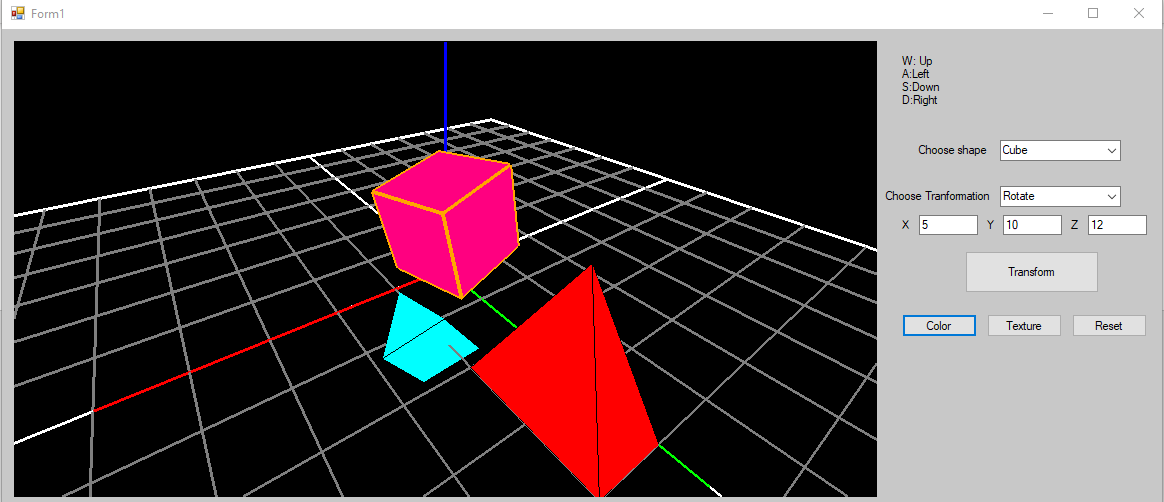 Form1
W: Up
A:Left
S:Down
D:Right
Choose shape Cube
Choose Tranformation Rotate
X 5 Y 10 Z 12
Transform
Color Texture Reset